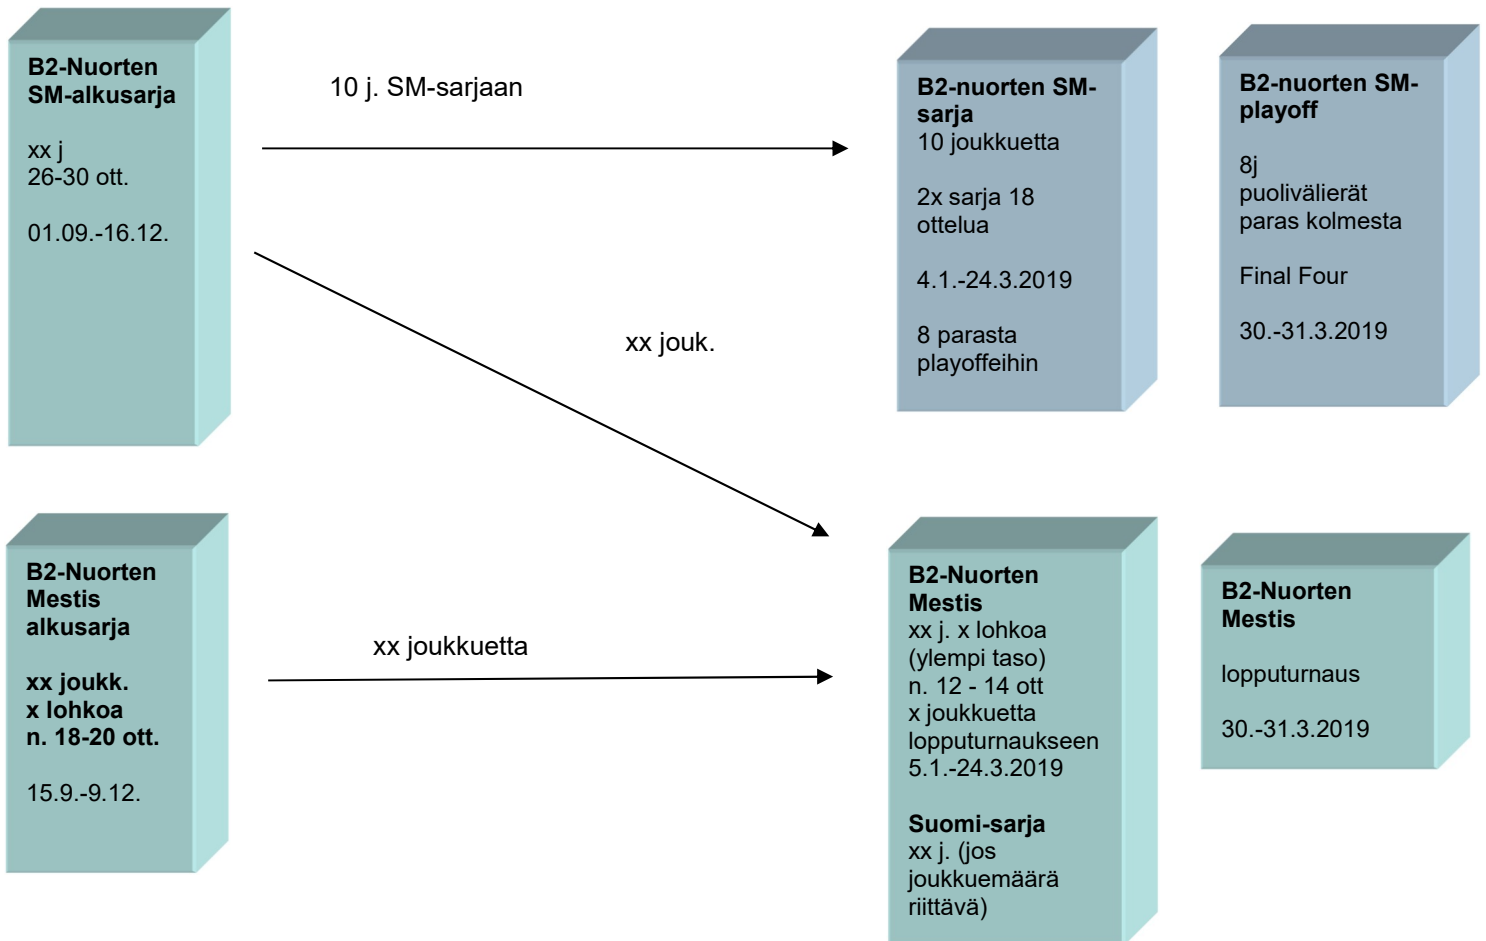 B2-Nuorten
SM-alkusarja
xx j
26-30 ott.
01.09.-16.12.
10 j. SM-sarjaan
B2-nuorten SM-
sarja
10 joukkuetta
2x sarja 18
ottelua
4.1.-24.3.2019
8 parasta
playoffeihin
B2-nuorten SM-
playoff
8j
puolivälierät
paras kolmesta
Final Four
30.-31.3.2019
xx jouk.
B2-Nuorten
Mestis
alkusarja
xx joukk.
x lohkoa
n. 18-20 ott.
15.9.-9.12.
xx joukkuetta
B2-Nuorten
Mestis
xx j. x lohkoa
(ylempi taso)
n. 12 - 14 ott
x joukkuetta
lopputurnaukseen
5.1.-24.3.2019
Suomi-sarja
xx j. (jos
joukkuemäärä
riittävä)
B2-Nuorten
Mestis
lopputurnaus
30.-31.3.2019